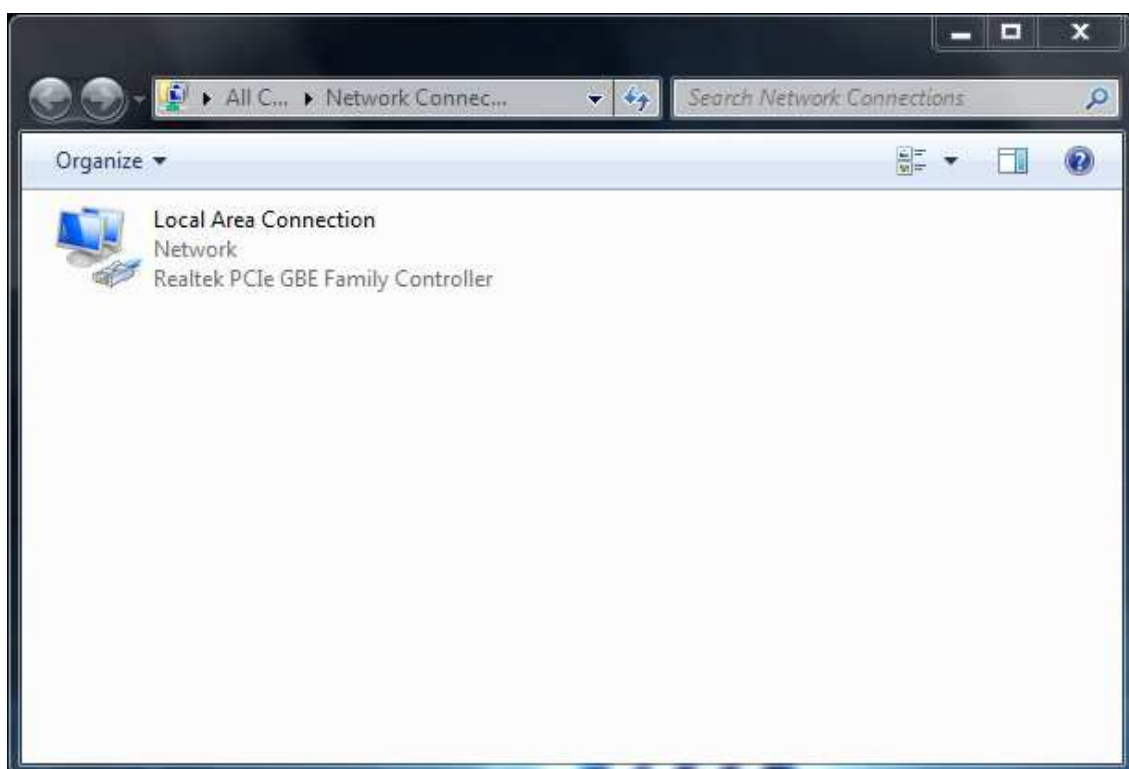 All C... Network Connec...
Search Network Connections
Organize
Local Area Connection
Network
Realtek PCIe GBE Family Controller